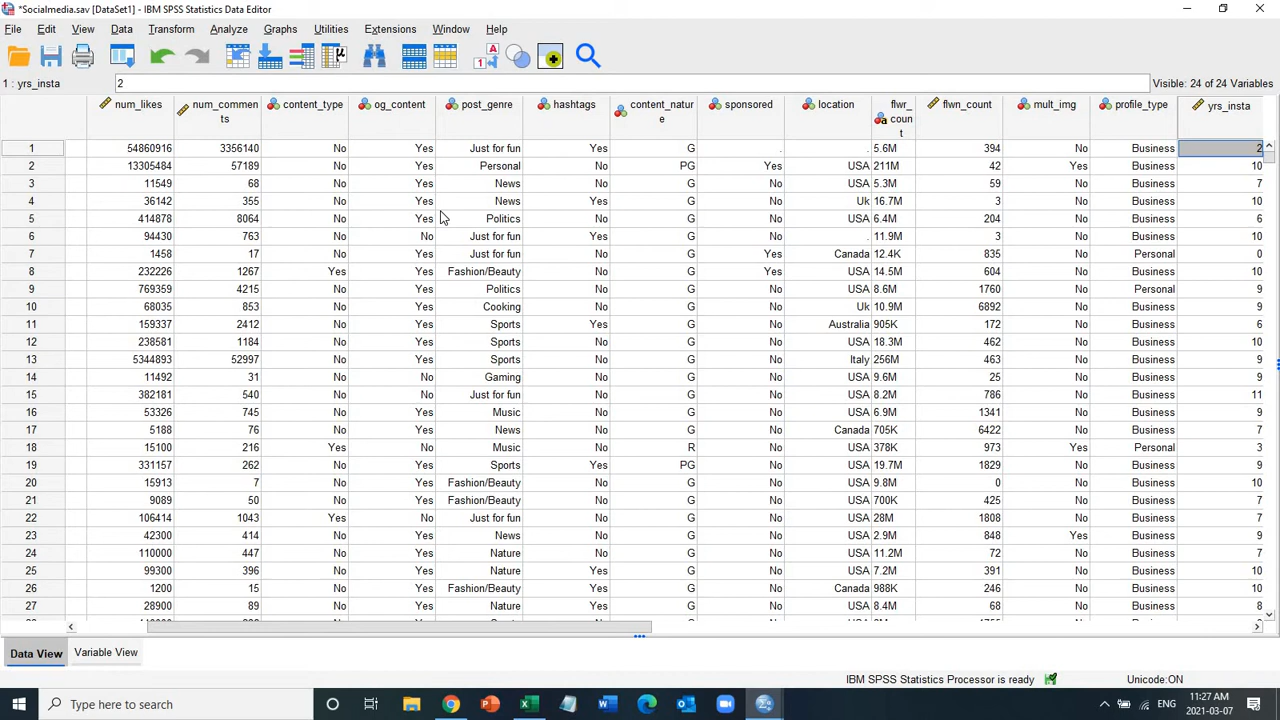 *Socialmedia.sav [DataSet1] - IBM SPSS Statistics Data Editor
File Edit View Data Transform Analyze Graphs Utilities Extensions Window Help
1 : yrs_insta 2 Visible: 24 of 24 Variables
num_likes num_comments content_type og_content post_genre hashtags content_nature sponsored location flwr_count flwn_count mult_img profile_type yrs_insta
1 54860916 3356140 No Yes Just for fun Yes G . . 5.6M 394 No Business 2
2 13305484 57189 No Yes Personal No PG Yes USA 211M 42 Yes Business 10
3 11549 68 No Yes News No G No USA 5.3M 59 No Business 7
4 36142 355 No Yes News Yes G No Uk 16.7M 3 No Business 10
5 414878 8064 No Yes Politics No G No USA 6.4M 204 No Business 6
6 94430 763 No No Just for fun Yes G No . 11.9M 3 No Business 10
7 1458 17 No Yes Just for fun No G Yes Canada 12.4K 835 No Personal 0
8 232226 1267 Yes Yes Fashion/Beauty No G Yes USA 14.5M 604 No Business 10
9 769359 4215 No Yes Politics No G No USA 8.6M 1760 No Personal 9
10 68035 853 No Yes Cooking No G No Uk 10.9M 6892 No Business 9
11 159337 2412 No Yes Sports Yes G No Australia 905K 172 No Business 6
12 238581 1184 No Yes Sports No G No USA 18.3M 462 No Business 10
13 5344893 52997 No Yes Sports No G No Italy 256M 463 No Business 9
14 11492 31 No No Gaming No G No USA 9.6M 25 No Business 9
15 382181 540 No No Just for fun No G No USA 8.2M 786 No Business 11
16 53326 745 No Yes Music No G No USA 6.9M 1341 No Business 9
17 5188 76 No Yes News No G No Canada 705K 6422 No Business 7
18 15100 216 Yes No Music No R No USA 378K 973 Yes Personal 3
19 331157 262 No Yes Sports Yes PG No USA 19.7M 1829 No Business 9
20 15913 7 No Yes Fashion/Beauty No G No USA 9.8M 0 No Business 10
21 9089 50 No Yes Fashion/Beauty No G No USA 700K 425 No Business 7
22 106414 1043 Yes No Just for fun No G No USA 28M 1808 No Business 7
23 42300 414 No Yes News No G No USA 2.9M 848 Yes Business 9
24 110000 447 No Yes Nature No G No USA 11.2M 72 No Business 7
25 99300 396 No Yes Nature Yes G No USA 7.2M 391 No Business 10
26 1200 15 No Yes Fashion/Beauty Yes G No Canada 988K 246 No Business 10
27 28900 89 No Yes Nature Yes G No USA 8.4M 68 No Business 8
Data View Variable View
IBM SPSS Statistics Processor is ready Unicode:ON
Type here to search ENG 11:27 AM
2021-03-07